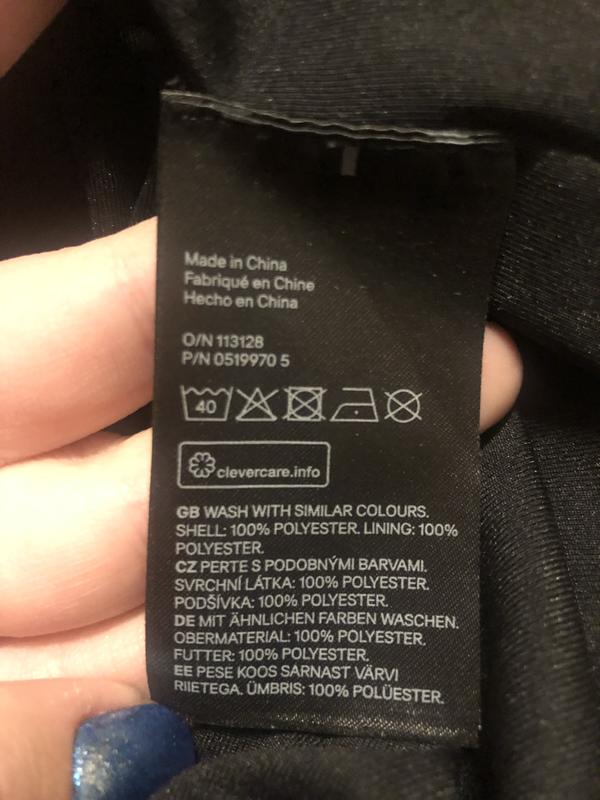 Made in China
Fabriqué en Chine
Hecho en China
O/N 113128
P/N 0519970 5
40
clevercare.info
GB WASH WITH SIMILAR COLOURS.
SHELL: 100% POLYESTER. LINING: 100%
POLYESTER.
CZ PERTE S PODOBNÝMI BARVAMI.
SVRCHNÍ LÁTKA: 100% POLYESTER.
PODŠÍVKA: 100% POLYESTER.
DE MIT ÄHNLICHEN FARBEN WASCHEN.
OBERMATERIAL: 100% POLYESTER.
FUTTER: 100% POLYESTER.
EE PESE KOOS SARNAST VÄRVI
RIIETEGA. ÜMBRIS: 100% POLÜESTER.